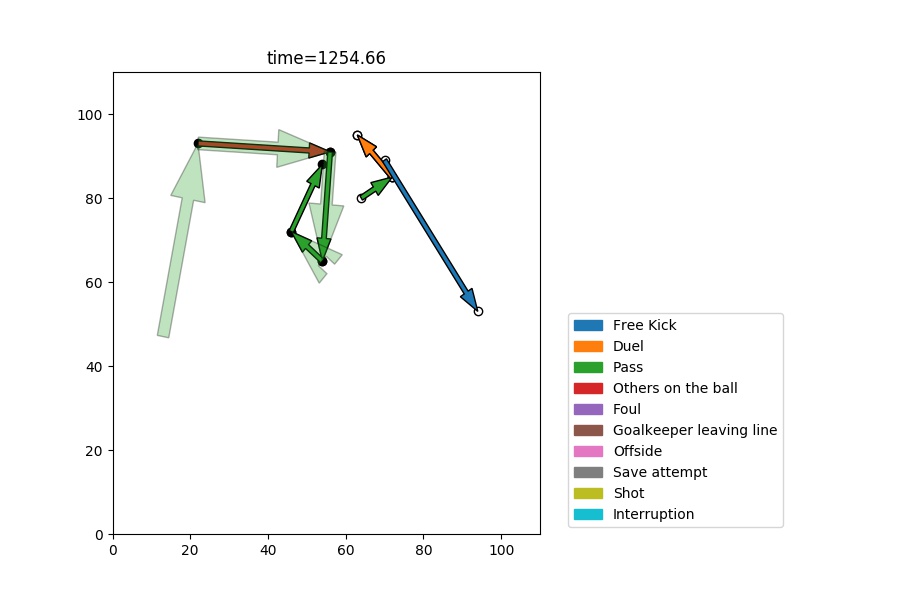 time=1254.66
100
80
60
40
20
0
0 20 40 60 80 100
Free Kick
Duel
Pass
Others on the ball
Foul
Goalkeeper leaving line
Offside
Save attempt
Shot
Interruption